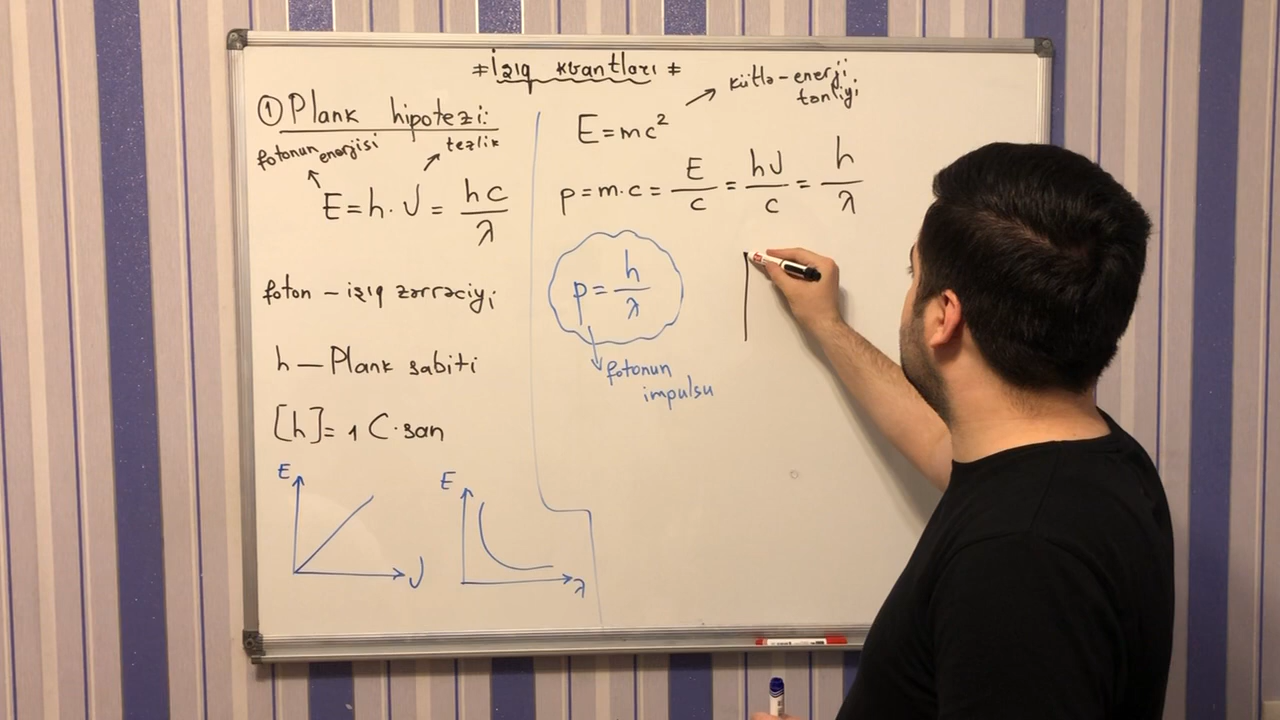 ≠ İşıq kvantları ≠
① Plank hipotezi:
fotonun enerjisi
tezlik
E = h · ν = hc/λ
foton – işıq zərrəciyi
h — Plank sabiti
[h] = 1 C·san
E
ν
E
λ
E = mc²
kütlə-enerji
tənliyi
p = m·c = E/c = hν/c = h/λ
p = h/λ
fotonun
impulsu